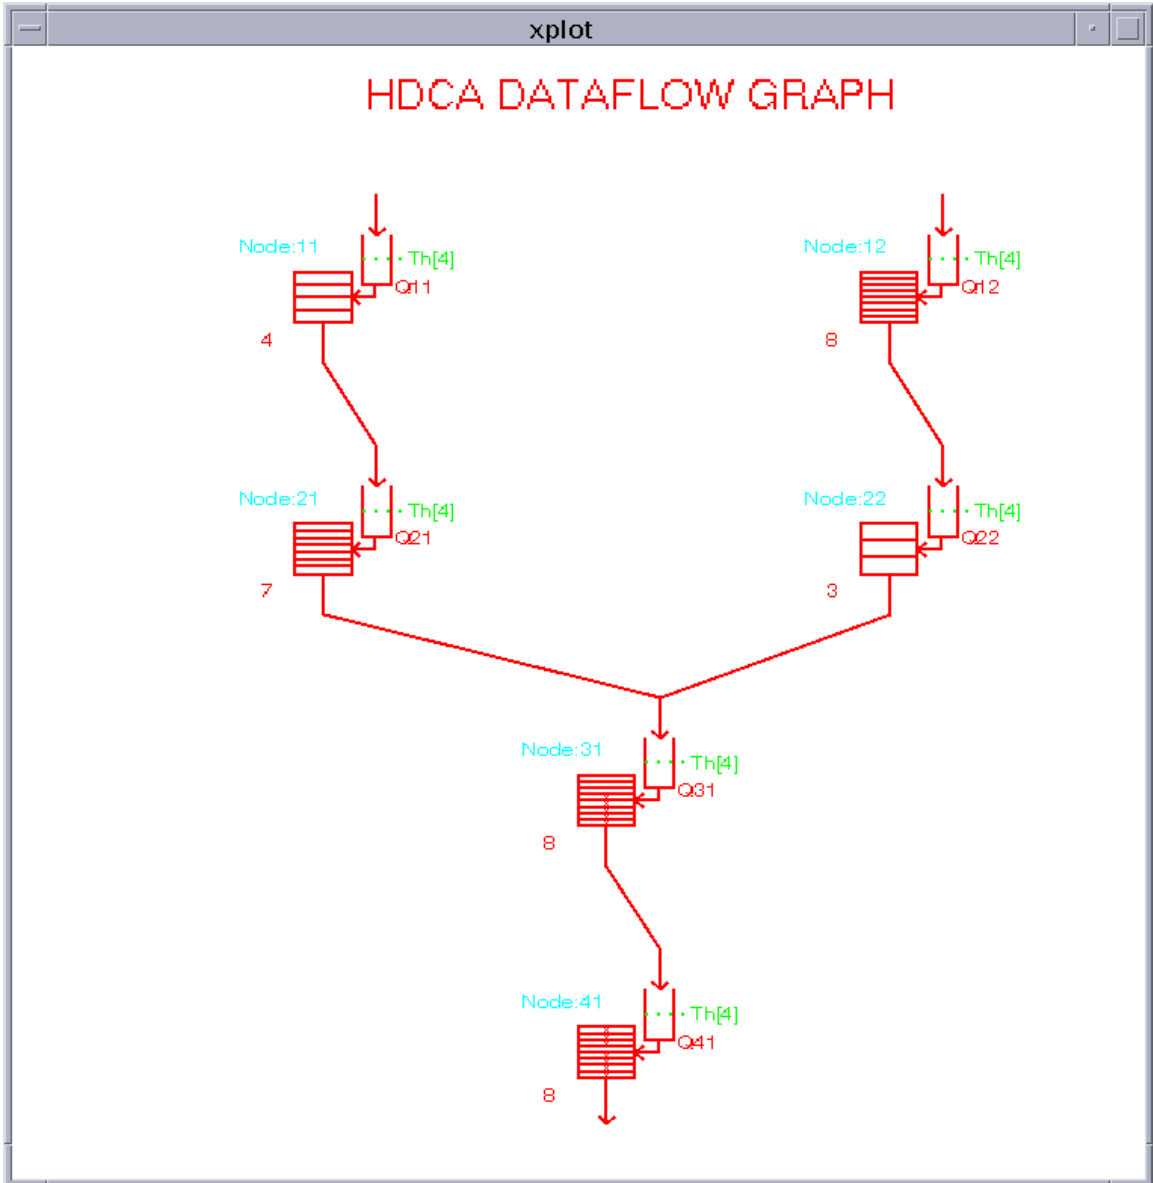 xplot
HDCA DATAFLOW GRAPH
Node:11
Th[4]
Q11
4
Node:12
Th[4]
Q12
8
Node:21
Th[4]
Q21
7
Node:22
Th[4]
Q22
3
Node:31
Th[4]
Q31
8
Node:41
Th[4]
Q41
8